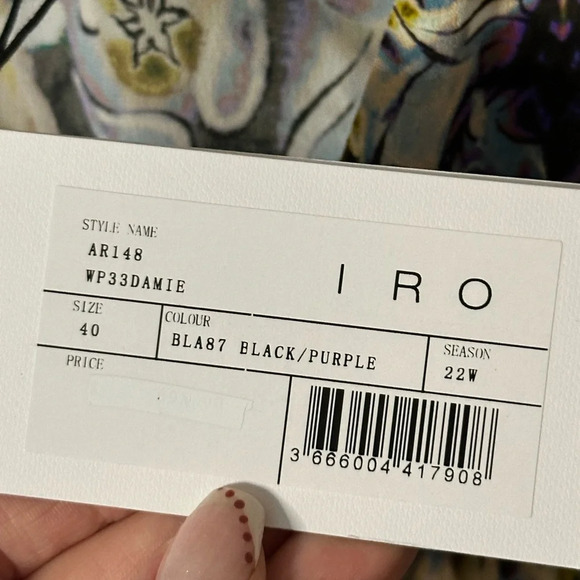 STYLE NAME
AR148
WP33DAMIE
IRO
SIZE
40
COLOUR
BLA87 BLACK/PURPLE
SEASON
22W
PRICE
3 666004 417908